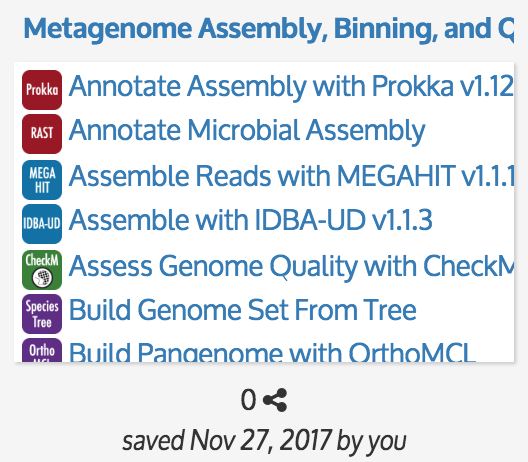 Metagenome Assembly, Binning, and Q
Prokka Annotate Assembly with Prokka v1.12
RAST Annotate Microbial Assembly
MEGA HIT Assemble Reads with MEGAHIT v1.1.1
IDBA-UD Assemble with IDBA-UD v1.1.3
CheckM Assess Genome Quality with CheckM
Species Tree Build Genome Set From Tree
Ortho MCL Build Pangenome with OrthoMCL
0
saved Nov 27, 2017 by you